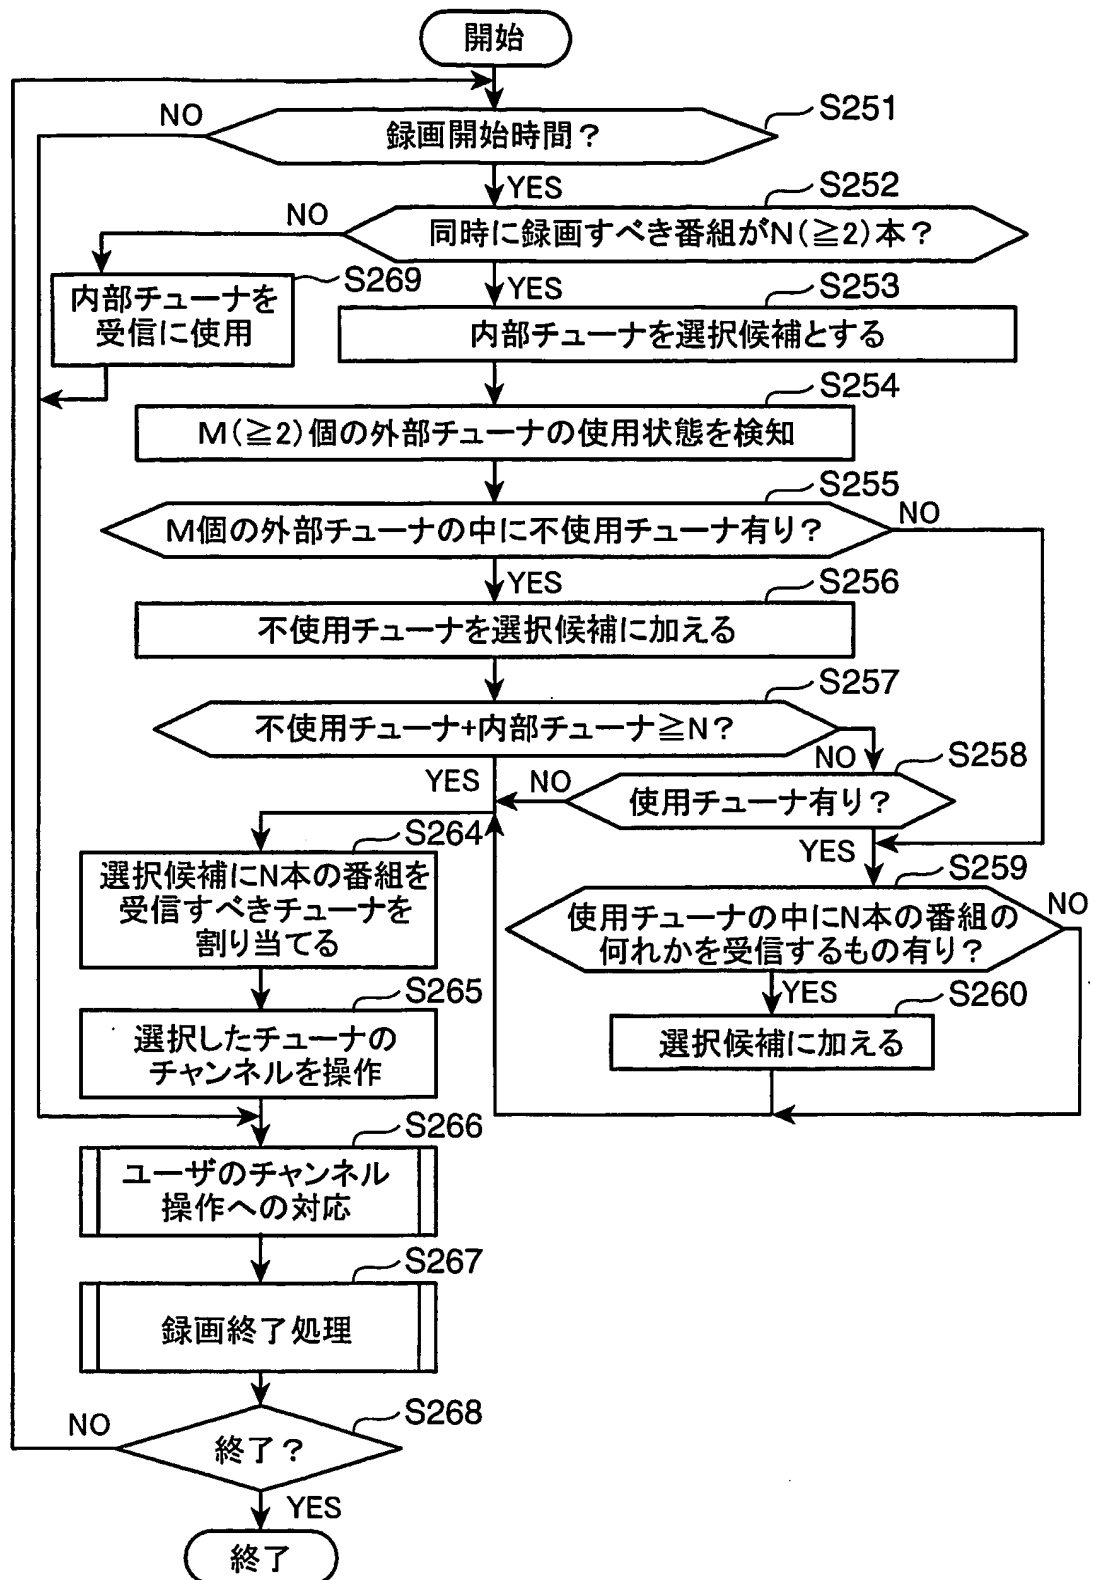 開始
S251
録画開始時間?
NO
YES
S252
同時に録画すべき番組がN(≧2)本?
NO
YES
S269
内部チューナを
受信に使用
S253
内部チューナを選択候補とする
S254
M(≧2)個の外部チューナの使用状態を検知
S255
M個の外部チューナの中に不使用チューナ有り?
NO
YES
S256
不使用チューナを選択候補に加える
S257
不使用チューナ+内部チューナ≧N?
NO
YES
S258
使用チューナ有り?
NO
YES
S264
選択候補にN本の番組を
受信すべきチューナを
割り当てる
S259
使用チューナの中にN本の番組の
何れかを受信するもの有り?
NO
YES
S260
選択候補に加える
S265
選択したチューナの
チャンネルを操作
S266
ユーザのチャンネル
操作への対応
S267
録画終了処理
S268
終了?
NO
YES
終了